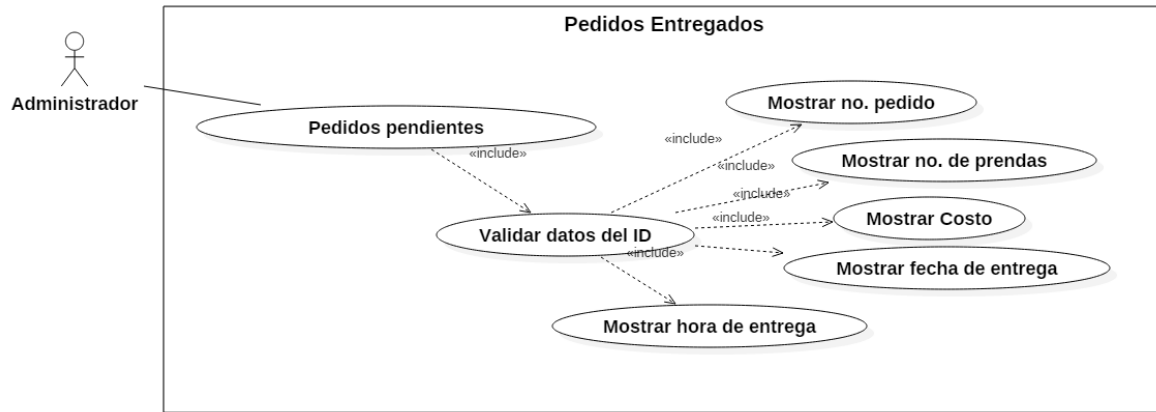 Pedidos Entregados
Administrador
Mostrar no. pedido
Pedidos pendientes
«include»
«include»
«include»
Mostrar no. de prendas
«include»
«include»
Mostrar Costo
Validar datos del ID
«include»
Mostrar fecha de entrega
Mostrar hora de entrega